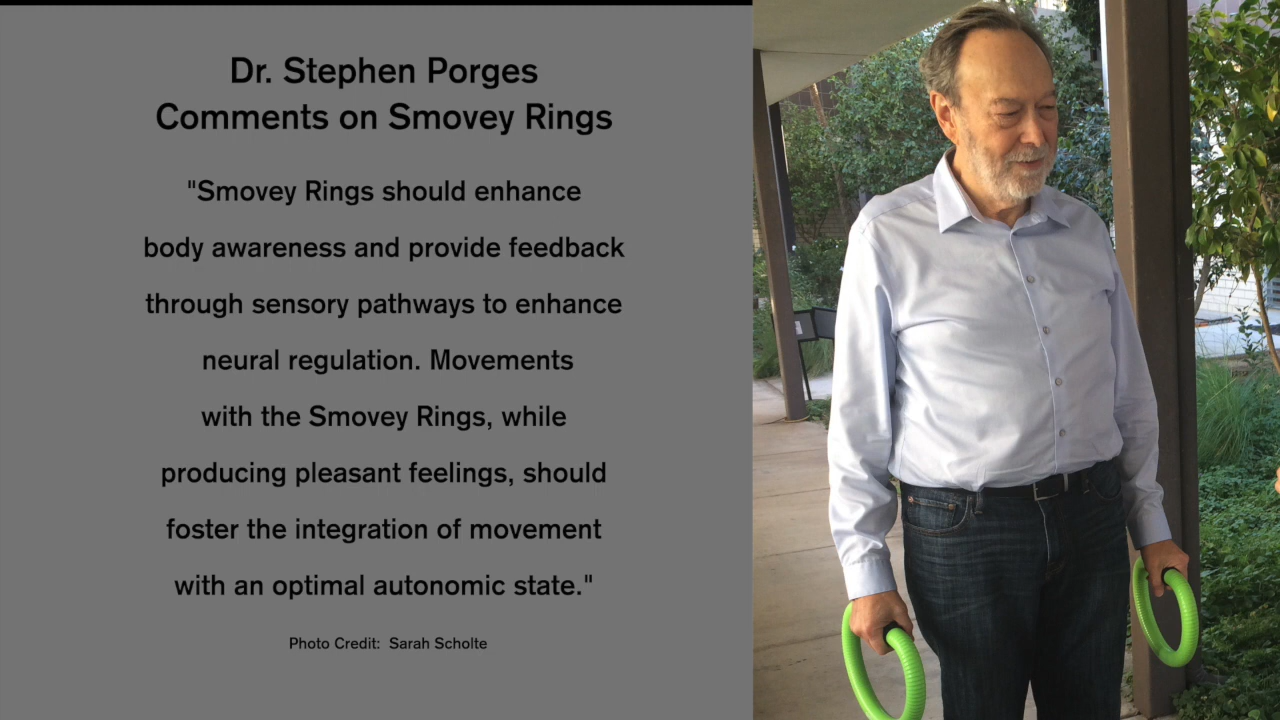 Dr. Stephen Porges
Comments on Smovey Rings
"Smovey Rings should enhance
body awareness and provide feedback
through sensory pathways to enhance
neural regulation. Movements
with the Smovey Rings, while
producing pleasant feelings, should
foster the integration of movement
with an optimal autonomic state."
Photo Credit:  Sarah Scholte